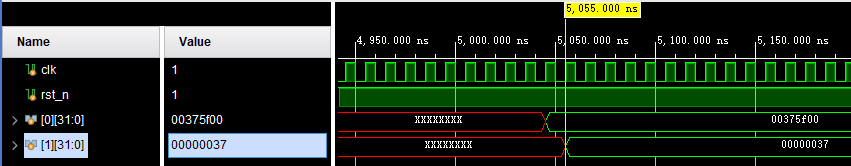 5,055.000 ns
Name Value
4,950.000 ns 5,000.000 ns 5,050.000 ns 5,100.000 ns 5,150.000 ns
clk 1
rst_n 1
[0][31:0] 00375f00 XXXXXXXX 00375f00
[1][31:0] 00000037 XXXXXXXX 00000037